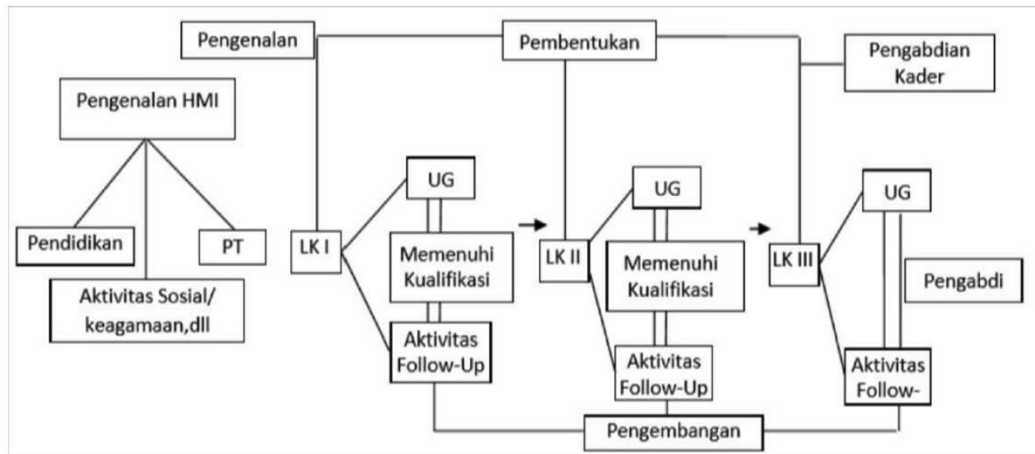 Pengenalan
Pembentukan
Pengabdian
Kader
Pengenalan HMI
Pendidikan
PT
Aktivitas Sosial/
keagamaan,dll
LK I
UG
Memenuhi
Kualifikasi
Aktivitas
Follow-Up
LK II
UG
Memenuhi
Kualifikasi
Aktivitas
Follow-Up
LK III
UG
Pengabdi
Aktivitas
Follow-
Pengembangan